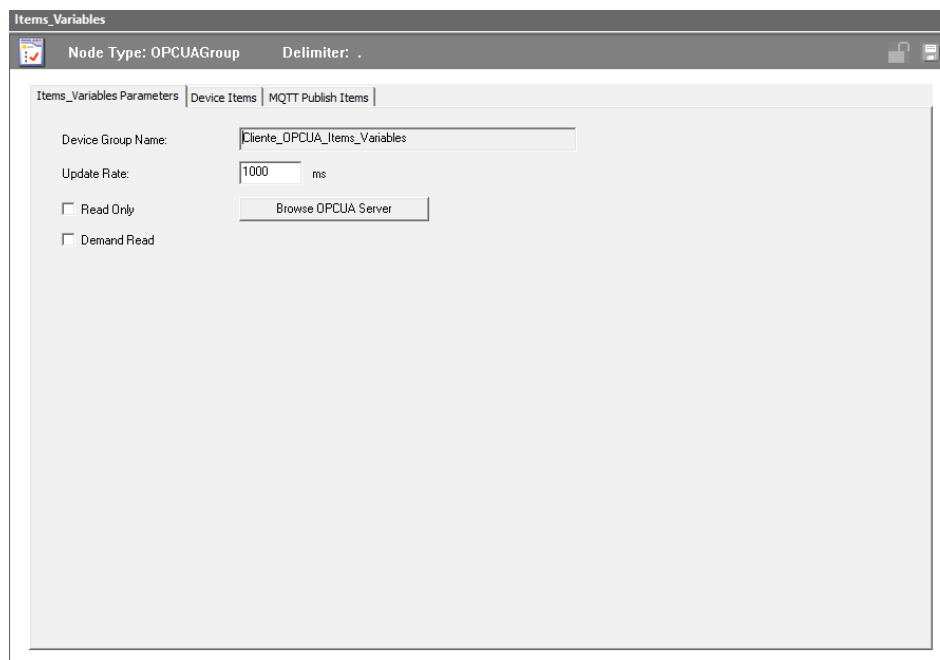 Items_Variables
Node Type: OPCUAGroup Delimiter: .
Items_Variables Parameters Device Items MQTT Publish Items
Device Group Name: Cliente_OPCUA_Items_Variables
Update Rate: 1000 ms
Read Only Browse OPCUA Server
Demand Read